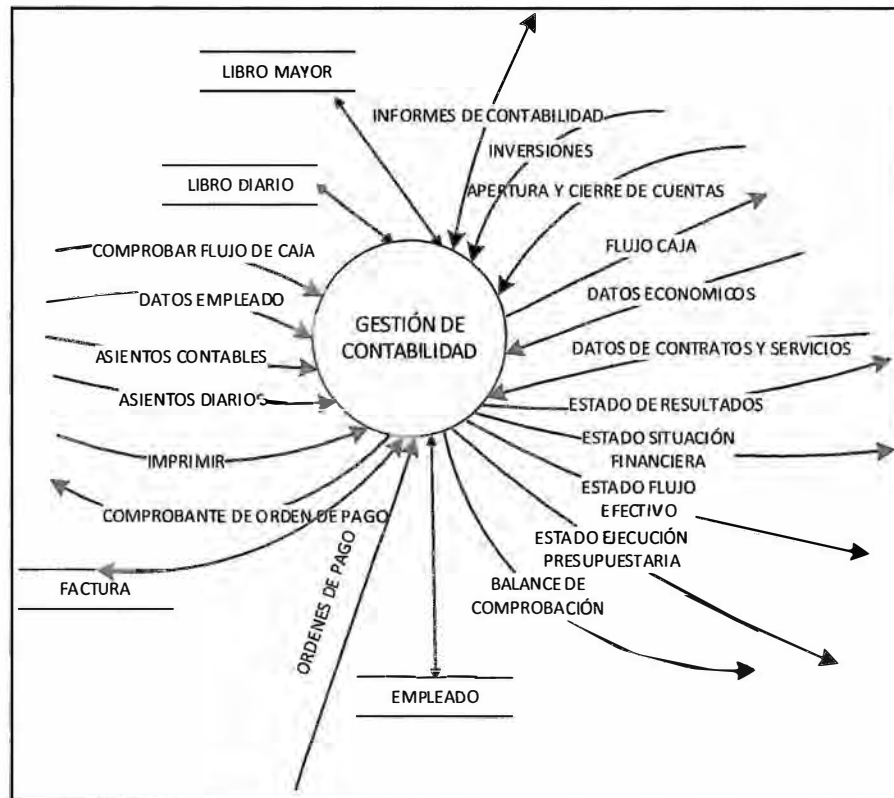 LIBRO MAYOR
INFORMES DE CONTABILIDAD
INVERSIONES
LIBRO DIARIO
APERTURA Y CIERRE DE CUENTAS
COMPROBAR FLUJO DE CAJA
FLUJO CAJA
DATOS EMPLEADO
DATOS ECONOMICOS
GESTIÓN DE
CONTABILIDAD
ASIENTOS CONTABLES
DATOS DE CONTRATOS Y SERVICIOS
ASIENTOS DIARIOS
ESTADO DE RESULTADOS
IMPRIMIR
ESTADO SITUACIÓN
FINANCIERA
COMPROBANTE DE ORDEN DE PAGO
ESTADO FLUJO
EFECTIVO
ESTADO EJECUCIÓN
PRESUPUESTARIA
FACTURA
ORDENES DE PAGO
BALANCE DE
COMPROBACIÓN
EMPLEADO